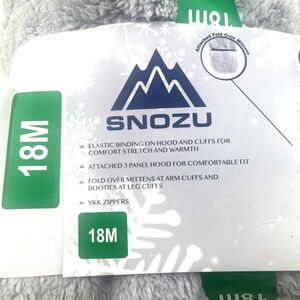 18M
Attached Fold Over Mittens
18M
SNOZU
ELASTIC BINDING ON HOOD AND CUFFS FOR
COMFORT STRETCH AND WARMTH
ATTACHED 3 PANEL HOOD FOR COMFORTABLE FIT
FOLD OVER MITTENS AT ARM CUFFS AND
BOOTIES AT LEG CUFFS
YKK ZIPPERS
18M
18M